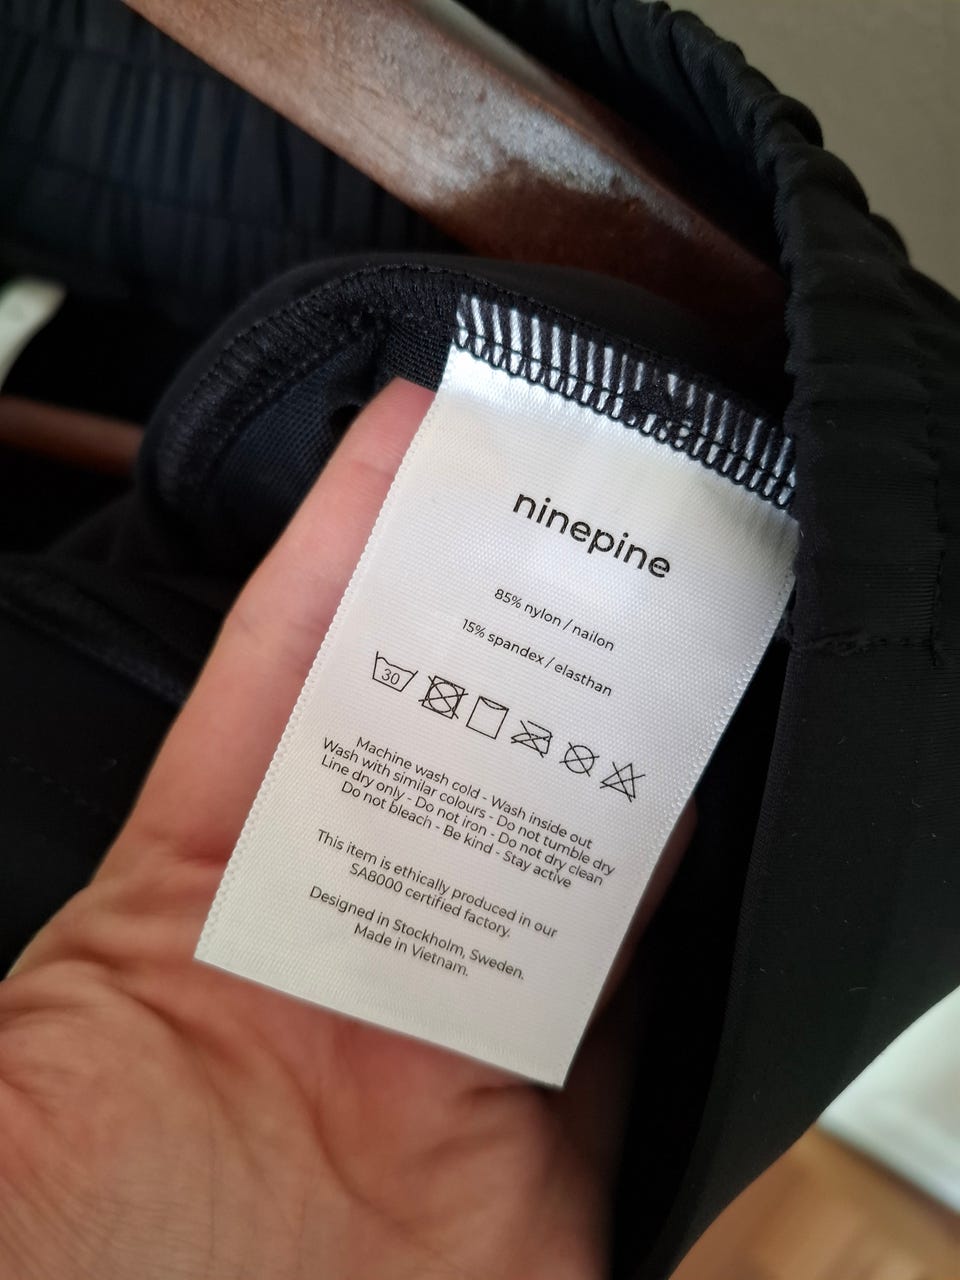 ninepine
85% nylon / nailon
15% spandex / elasthan
30
Machine wash cold - Wash inside out
Wash with similar colours - Do not tumble dry
Line dry only - Do not iron - Do not dry clean
Do not bleach - Be kind - Stay active
This item is ethically produced in our
SA8000 certified factory.
Designed in Stockholm, Sweden.
Made in Vietnam.